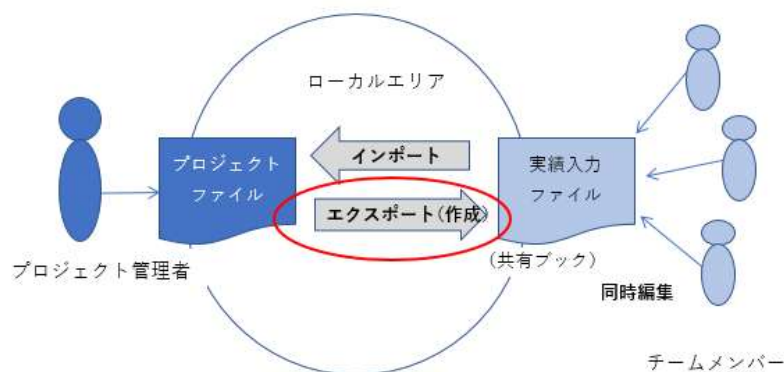 ローカルエリア
プロジェクト
ファイル
インポート
エクスポート(作成)
実績入力
ファイル
(共有ブック)
プロジェクト管理者
同時編集
チームメンバー